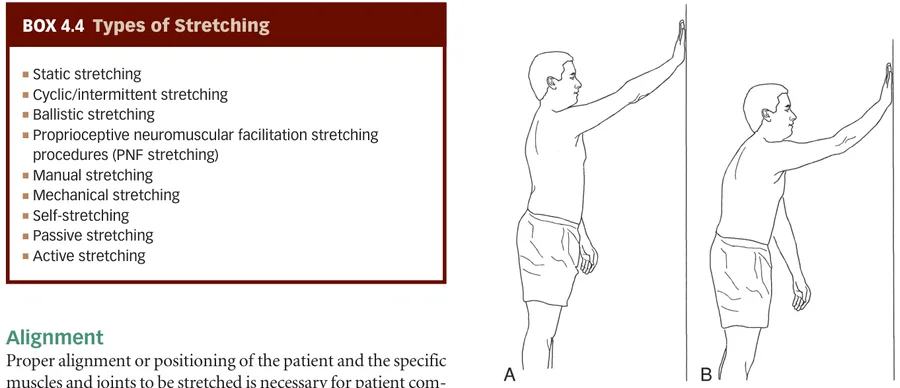 BOX 4.4 Types of Stretching
■ Static stretching
■ Cyclic/intermittent stretching
■ Ballistic stretching
■ Proprioceptive neuromuscular facilitation stretching
procedures (PNF stretching)
■ Manual stretching
■ Mechanical stretching
■ Self-stretching
■ Passive stretching
■ Active stretching
Alignment
Proper alignment or positioning of the patient and the specific
muscles and joints to be stretched is necessary for patient com-
A
B